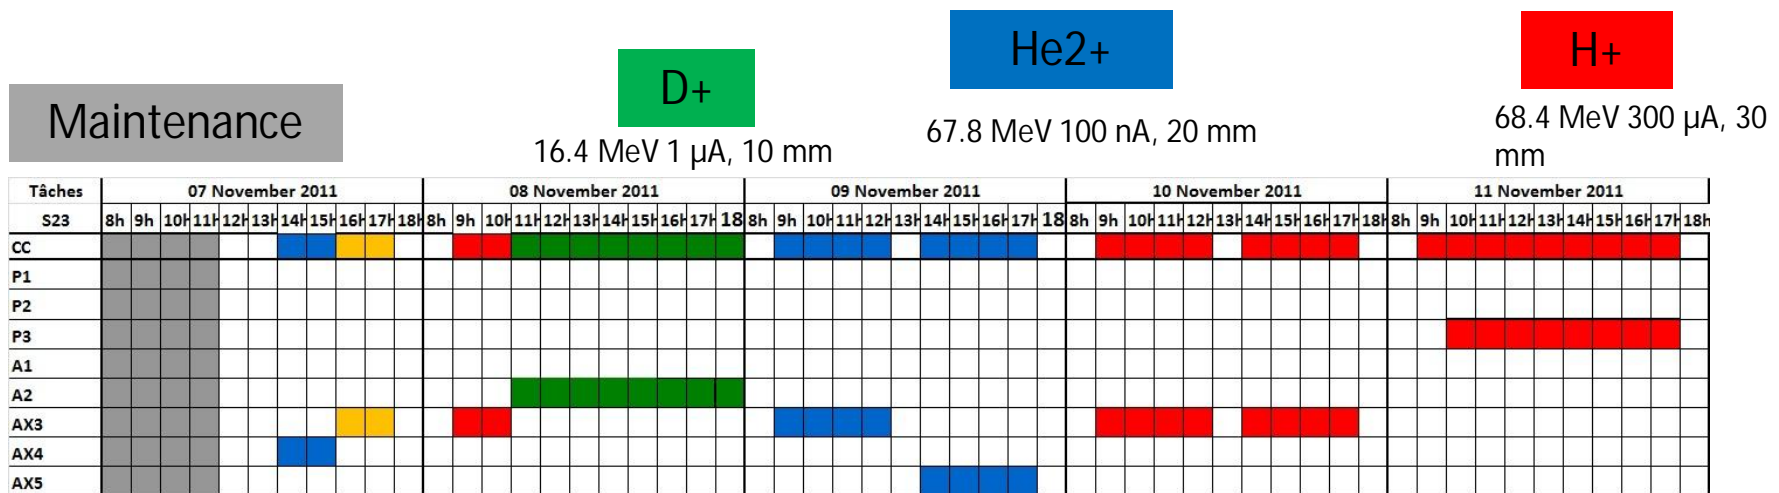 Maintenance
D+
16.4 MeV 1 µA, 10 mm
He2+
67.8 MeV 100 nA, 20 mm
H+
68.4 MeV 300 µA, 30
mm
Tâches 07 November 2011 08 November 2011 09 November 2011 10 November 2011 11 November 2011
S23 8h 9h 10h 11h 12h 13h 14h 15h 16h 17h 18h 8h 9h 10h 11h 12h 13h 14h 15h 16h 17h 18 8h 9h 10h 11h 12h 13h 14h 15h 16h 17h 18 8h 9h 10h 11h 12h 13h 14h 15h 16h 17h 18h 8h 9h 10h 11h 12h 13h 14h 15h 16h 17h 18h
CC
P1
P2
P3
A1
A2
AX3
AX4
AX5